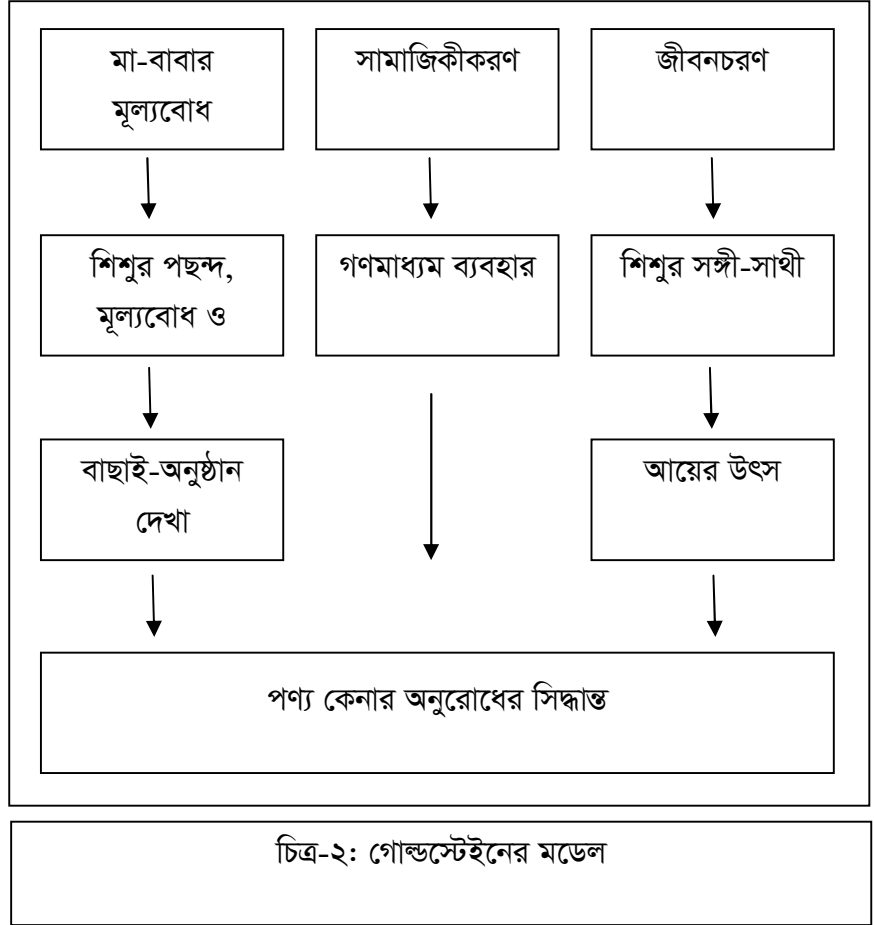 মা-বাবার
মূল্যবোধ
সামাজিকীকরণ
জীবনচরণ
শিশুর পছন্দ,
মূল্যবোধ ও
গণমাধ্যম ব্যবহার
শিশুর সঙ্গী-সাথী
বাছাই-অনুষ্ঠান
দেখা
আয়ের উৎস
পণ্য কেনার অনুরোধের সিদ্ধান্ত
চিত্র-২: গোল্ডস্টেইনের মডেল